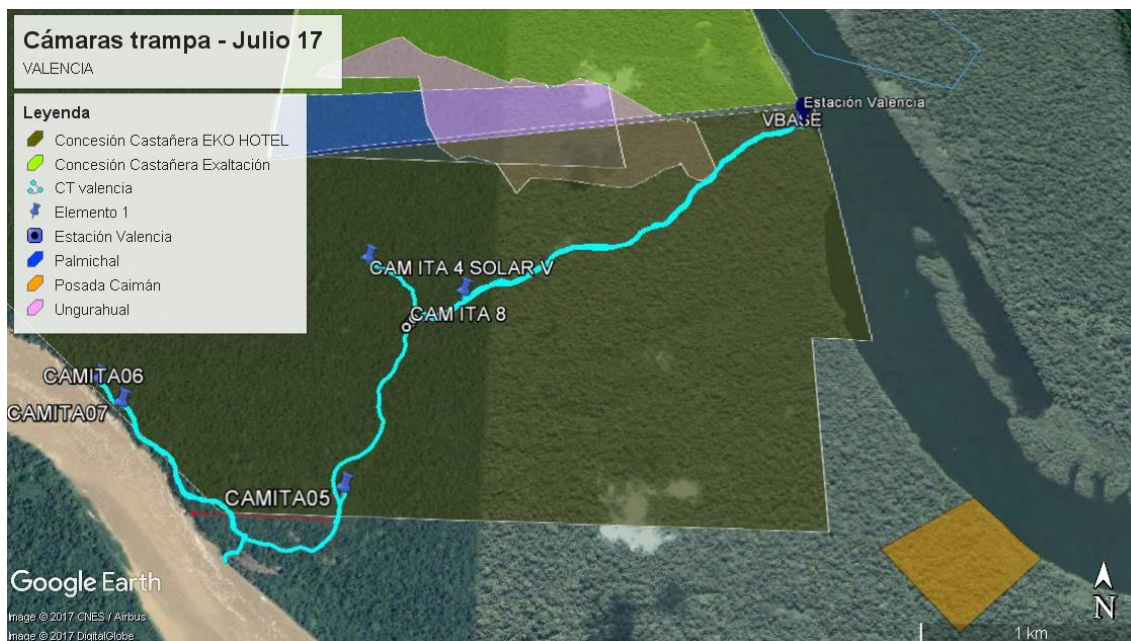 Cámaras trampa - Julio 17
VALENCIA
Leyenda
Concesión Castañera EKO HOTEL
Concesión Castañera Exaltación
CT valencia
Elemento 1
Estación Valencia
Palmichal
Posada Caimán
Ungurahual
Estación Valencia
VBASE
CAM ITA 4 SOLAR V
CAM ITA 8
CAMITA06
CAMITA07
CAMITA05
Google Earth
Image © 2017 CNES / Airbus
Image © 2017 DigitalGlobe
N
1 km